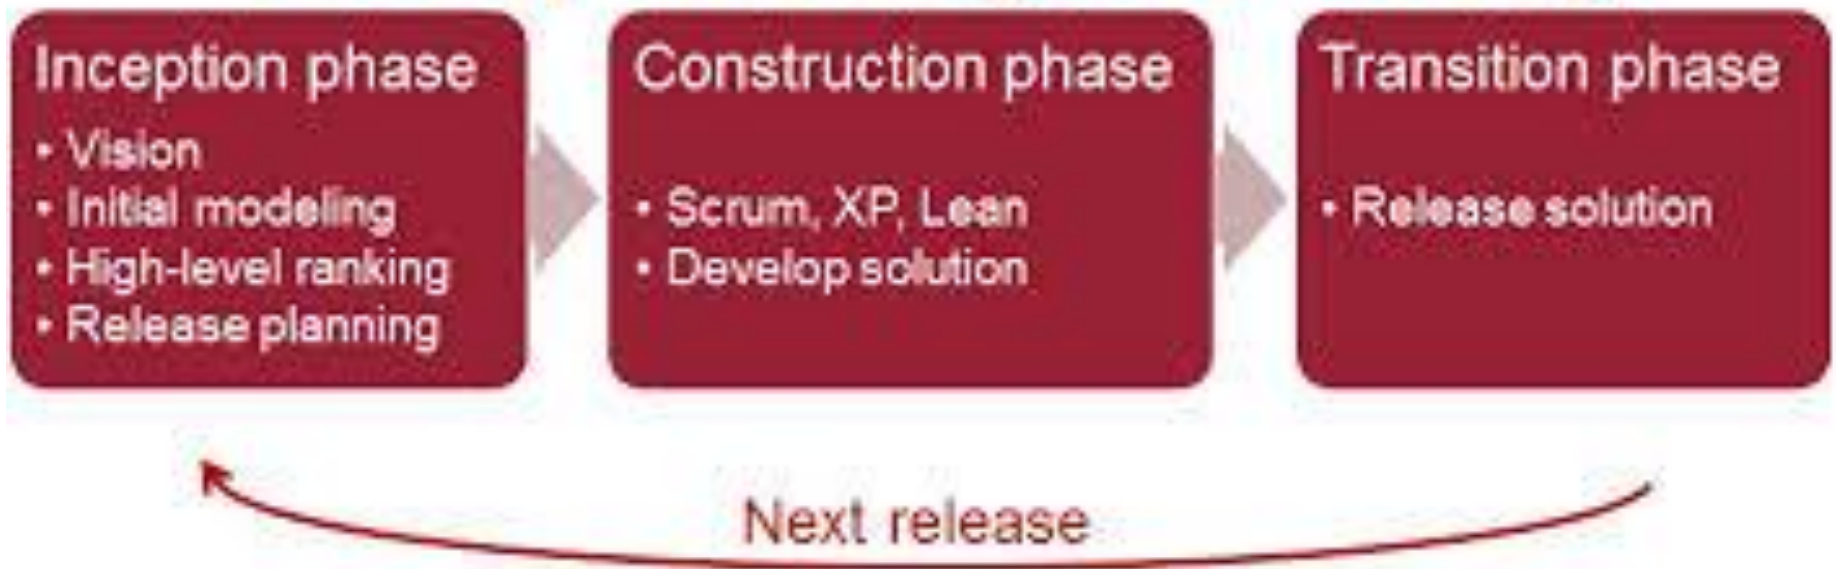 Inception phase
• Vision
• Initial modeling
• High-level ranking
• Release planning
Construction phase
• Scrum, XP, Lean
• Develop solution
Transition phase
• Release solution
Next release